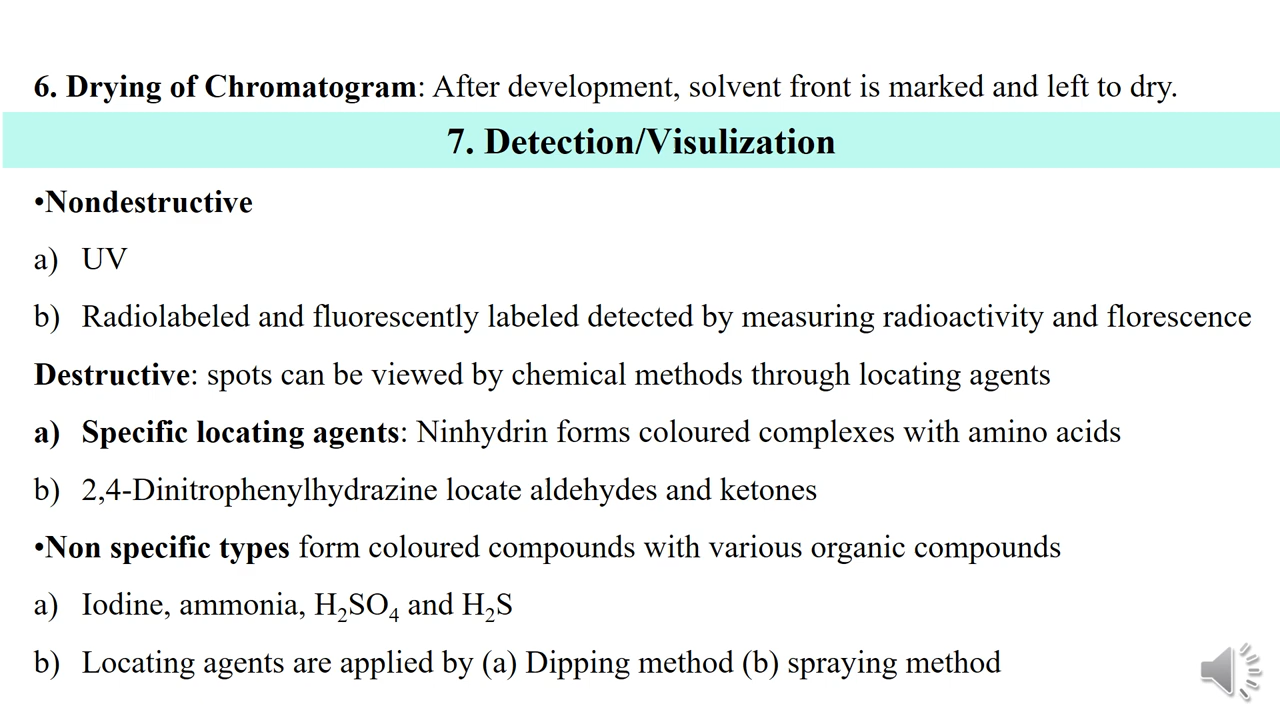 6. Drying of Chromatogram: After development, solvent front is marked and left to dry.
7. Detection/Visulization
•Nondestructive
a) UV
b) Radiolabeled and fluorescently labeled detected by measuring radioactivity and florescence
Destructive: spots can be viewed by chemical methods through locating agents
a) Specific locating agents: Ninhydrin forms coloured complexes with amino acids
b) 2,4-Dinitrophenylhydrazine locate aldehydes and ketones
•Non specific types form coloured compounds with various organic compounds
a) Iodine, ammonia, H₂SO₄ and H₂S
b) Locating agents are applied by (a) Dipping method (b) spraying method